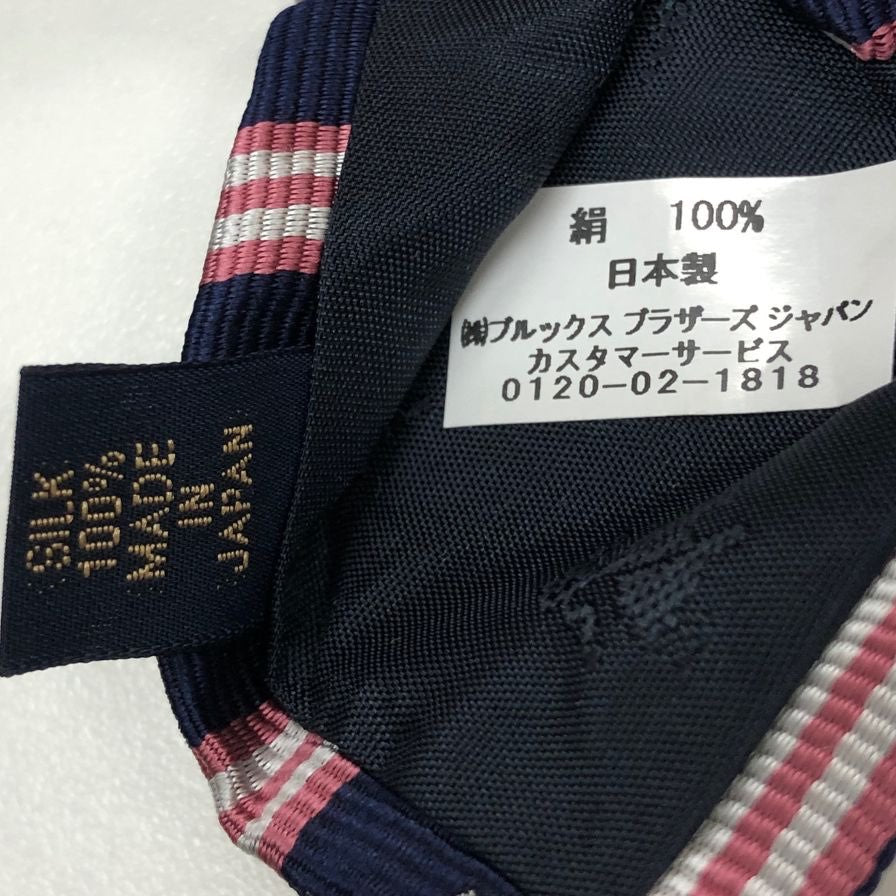 絹 100%
日本製
㈱ブルックス ブラザーズ ジャパン
カスタマーサービス
0120-02-1818
SILK
100%
MADE
IN
JAPAN